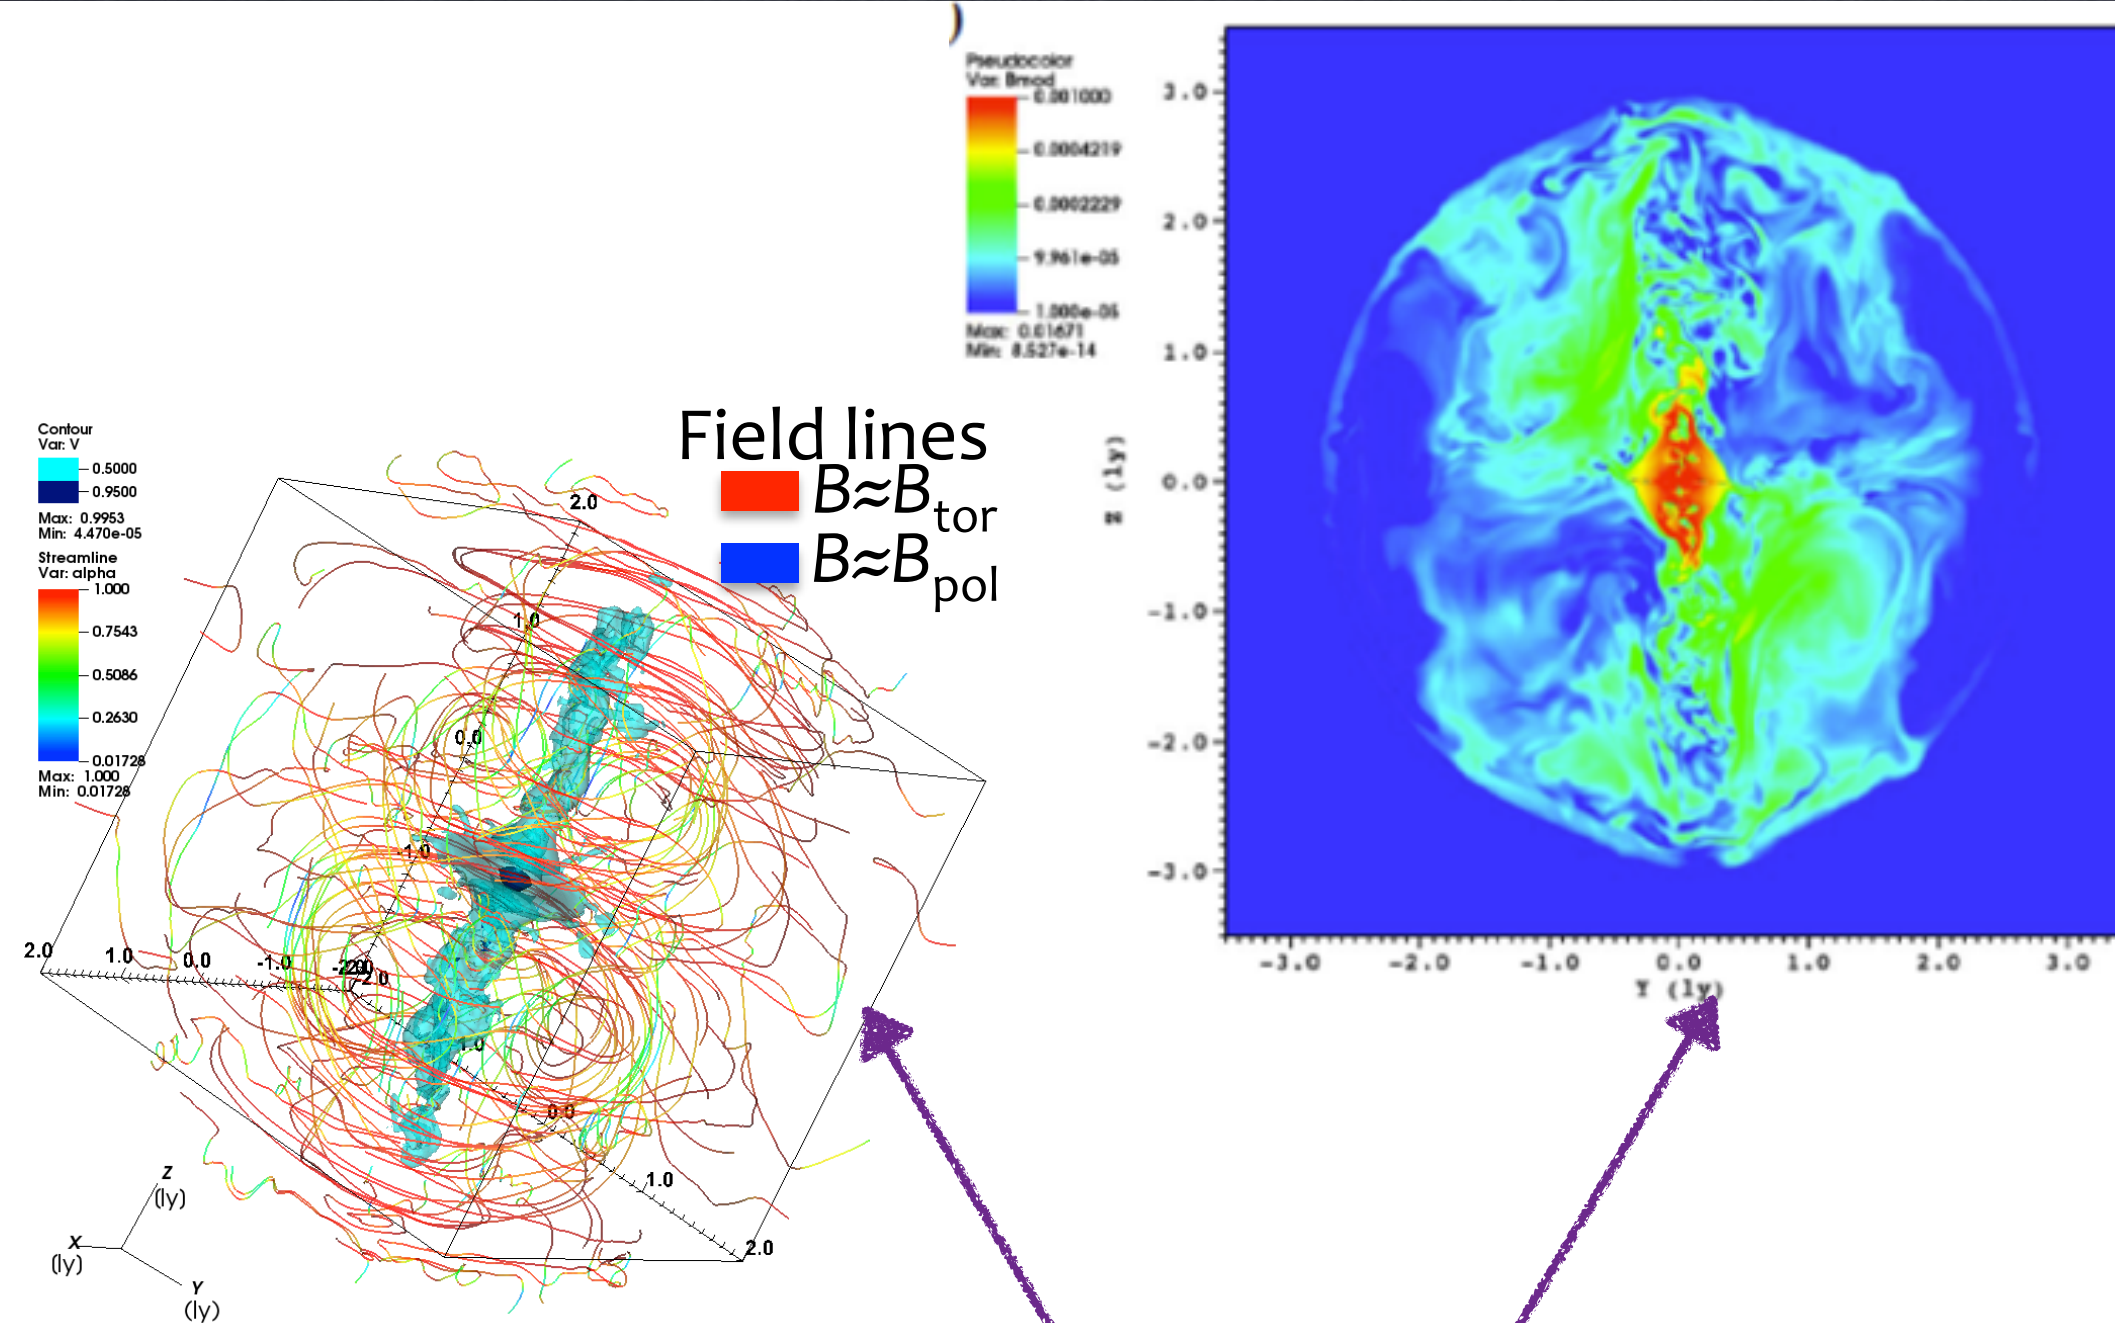 )
Pseudocolor
Var: Bmod
0.001000
0.0004219
0.0002229
9.961e-05
1.000e-05
Max: 0.01671
Min: 8.527e-14
3.0
2.0
1.0
0.0
-1.0
-2.0
-3.0
Z (ly)
-3.0 -2.0 -1.0 0.0 1.0 2.0 3.0
Y (ly)
Field lines
B≈Btor
B≈Bpol
Contour
Var: V
0.5000
0.9500
Max: 0.9953
Min: 4.470e-05
Streamline
Var: alpha
1.000
0.7543
0.5086
0.2630
0.01728
Max: 1.000
Min: 0.01728
2.0
1.0
0.0
-1.0
2.0 1.0 0.0 -1.0
-2.0
1.0
0.0
1.0
2.0
Z
(ly)
X
(ly)
Y
(ly)